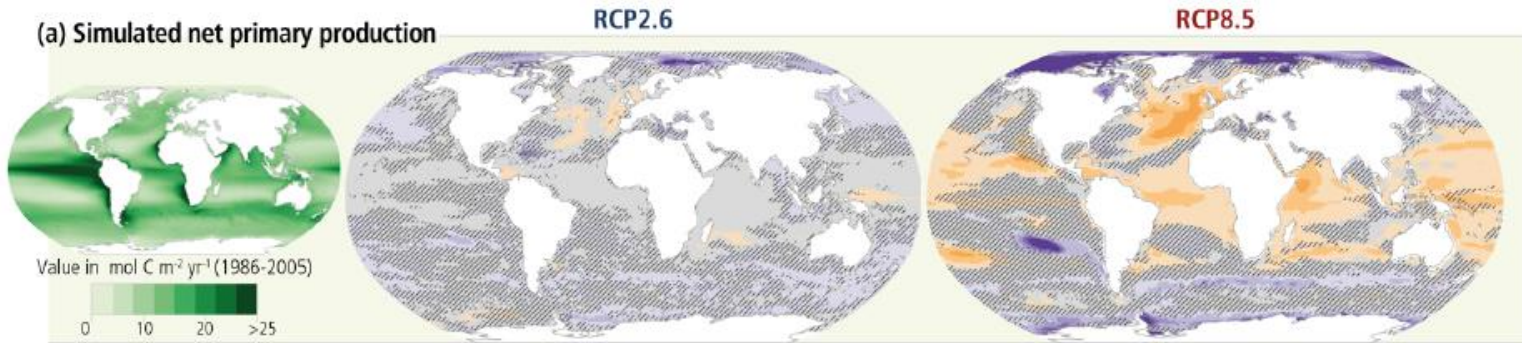 (a) Simulated net primary production
RCP2.6
RCP8.5
Value in mol C m⁻² yr⁻¹ (1986-2005)
0 10 20 >25